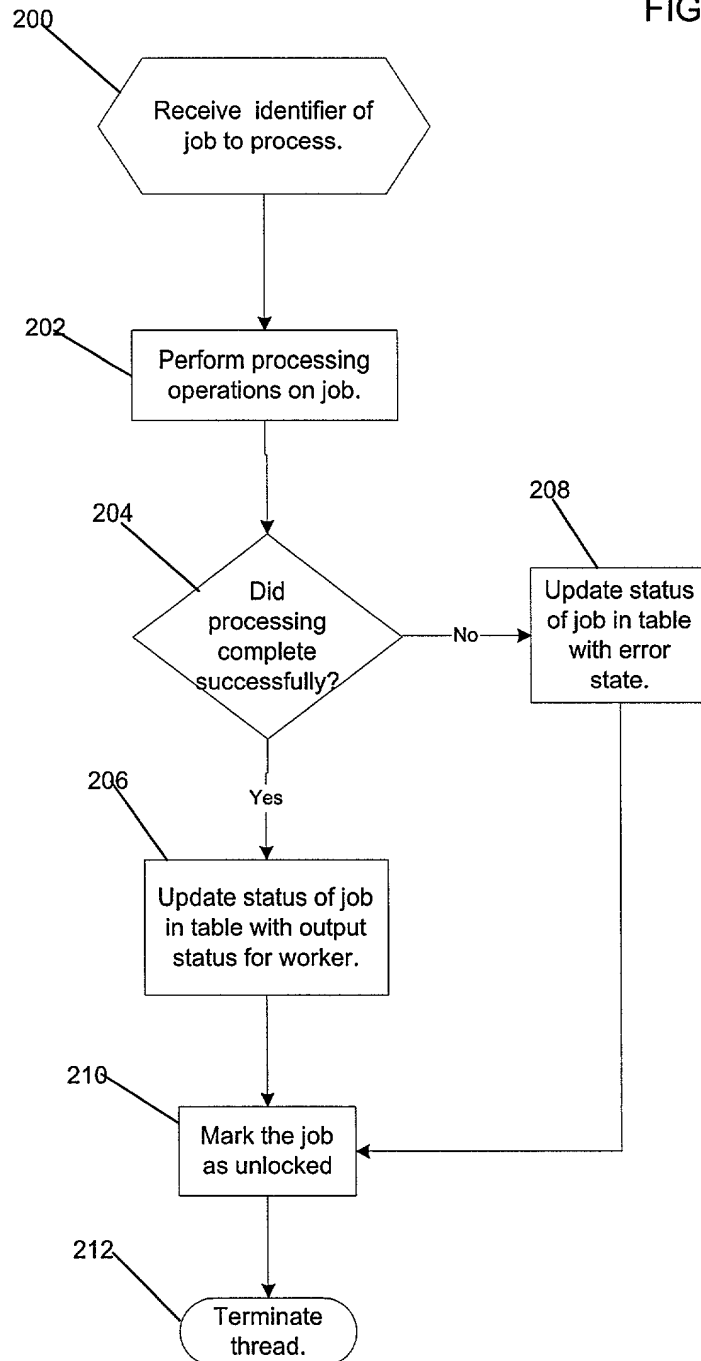 FIG
200
Receive identifier of
job to process.
202
Perform processing
operations on job.
204
Did
processing
complete
successfully?
No
208
Update status
of job in table
with error
state.
Yes
206
Update status of job
in table with output
status for worker.
210
Mark the job
as unlocked
212
Terminate
thread.